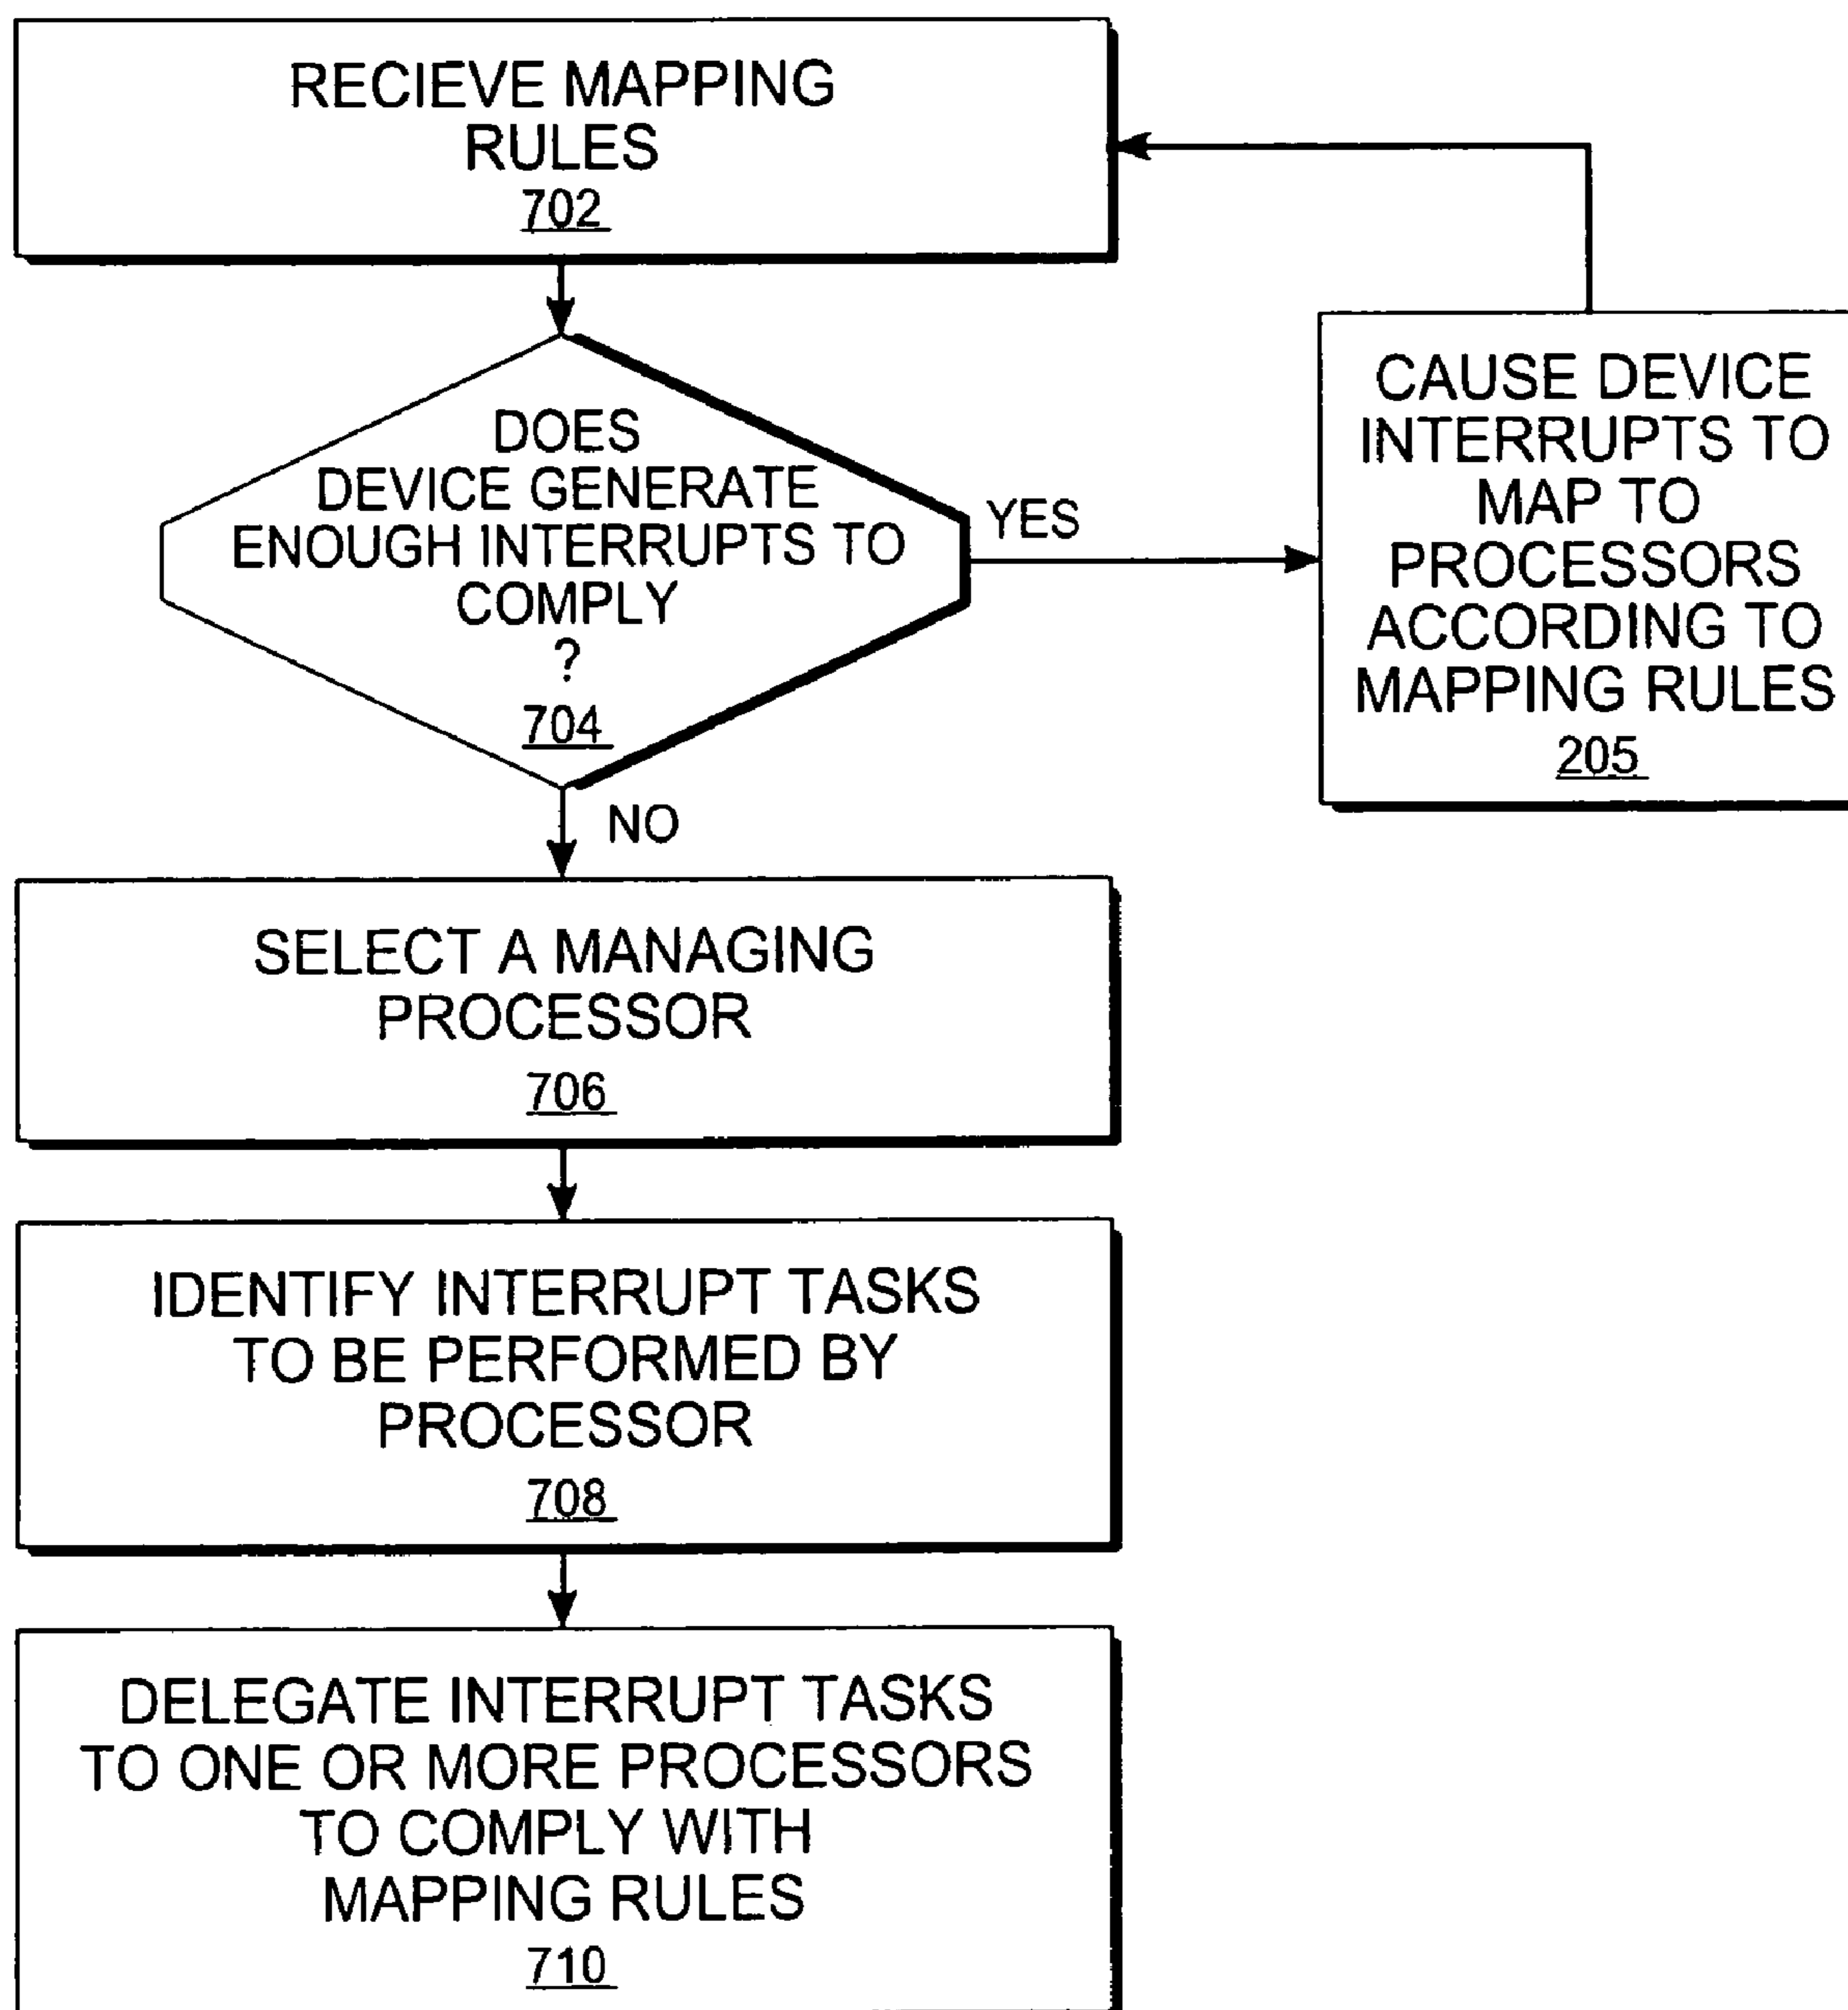 RECIEVE MAPPING
RULES
702
DOES
DEVICE GENERATE
ENOUGH INTERRUPTS TO
COMPLY
?
704
YES
CAUSE DEVICE
INTERRUPTS TO
MAP TO
PROCESSORS
ACCORDING TO
MAPPING RULES
205
NO
SELECT A MANAGING
PROCESSOR
706
IDENTIFY INTERRUPT TASKS
TO BE PERFORMED BY
PROCESSOR
708
DELEGATE INTERRUPT TASKS
TO ONE OR MORE PROCESSORS
TO COMPLY WITH
MAPPING RULES
710